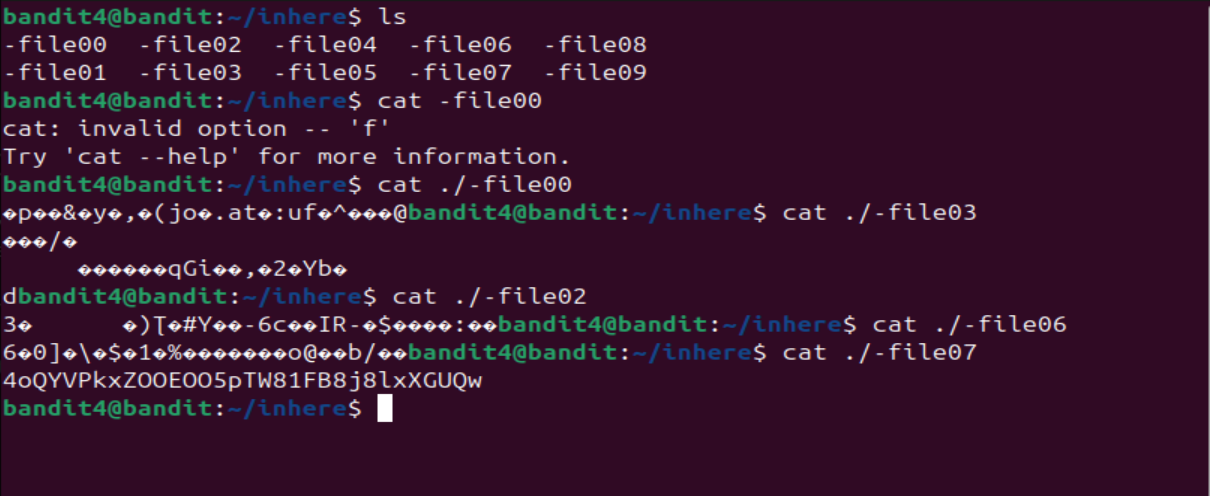 bandit4@bandit:~/inhere$ ls
-file00  -file02  -file04  -file06  -file08
-file01  -file03  -file05  -file07  -file09
bandit4@bandit:~/inhere$ cat -file00
cat: invalid option -- 'f'
Try 'cat --help' for more information.
bandit4@bandit:~/inhere$ cat ./-file00
�p��&�y�,�(jo�.at�:uf�^���@bandit4@bandit:~/inhere$ cat ./-file03
���/�
     ������qGi��,�2�Yb�
dbandit4@bandit:~/inhere$ cat ./-file02
3�      �)Ʈ�#Y��-6c��IR-�$����:��bandit4@bandit:~/inhere$ cat ./-file06
6�0]�\�$�1�%�������o@��b/��bandit4@bandit:~/inhere$ cat ./-file07
4oQYVPkxZOOEOO5pTW81FB8j8lxXGUQw
bandit4@bandit:~/inhere$